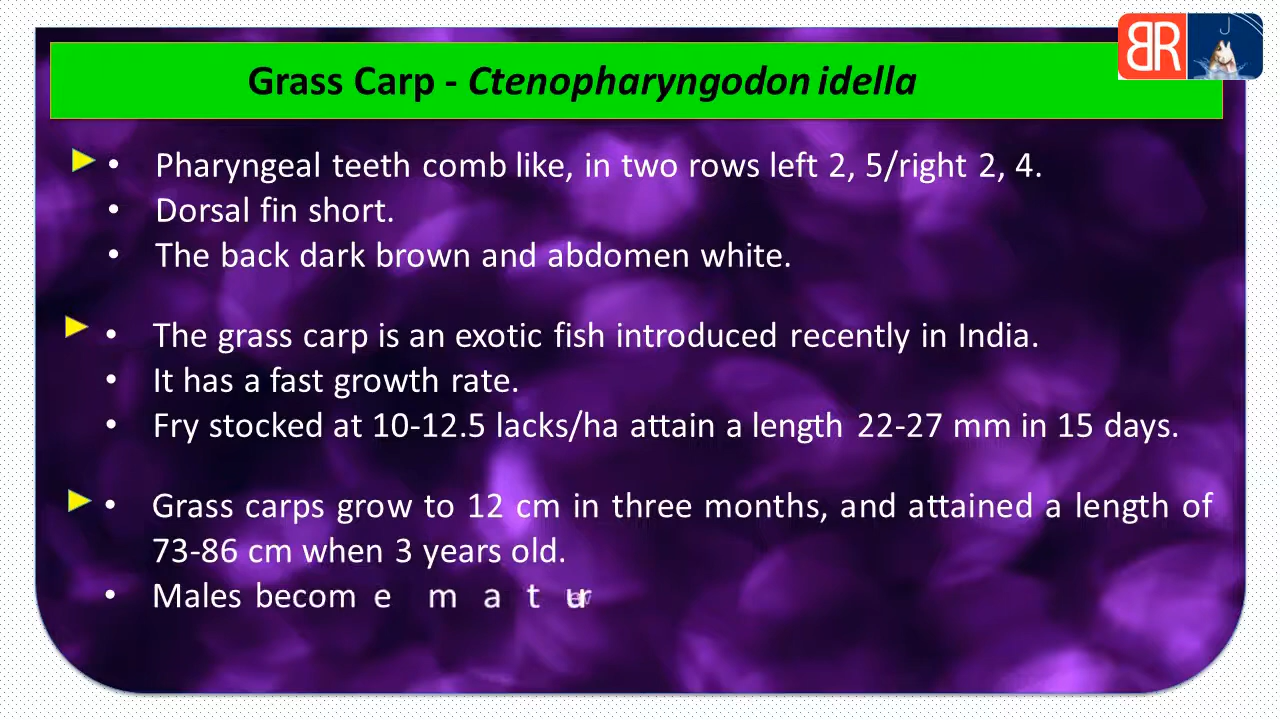 BR
Grass Carp - Ctenopharyngodon idella
• Pharyngeal teeth comb like, in two rows left 2, 5/right 2, 4.
• Dorsal fin short.
• The back dark brown and abdomen white.
• The grass carp is an exotic fish introduced recently in India.
• It has a fast growth rate.
• Fry stocked at 10-12.5 lacks/ha attain a length 22-27 mm in 15 days.
• Grass carps grow to 12 cm in three months, and attained a length of
73-86 cm when 3 years old.
• Males become